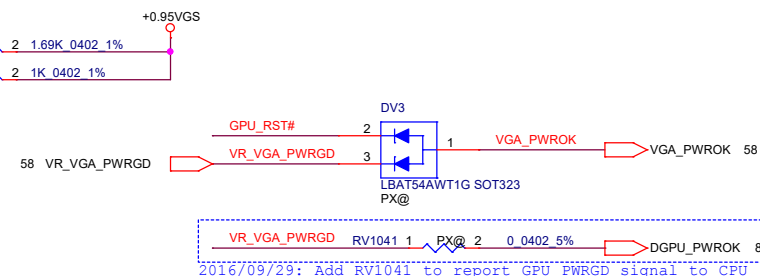 +0.95VGS
2 1.69K_0402_1%
2 1K_0402_1%
DV3
GPU_RST# 2
1 VGA_PWROK VGA_PWROK 58
58 VR_VGA_PWRGD VR_VGA_PWRGD 3
LBAT54AWT1G SOT323
PX@
VR_VGA_PWRGD RV1041 1 PX@ 2 0_0402_5% DGPU_PWROK 8
2016/09/29: Add RV1041 to report GPU PWRGD signal to CPU